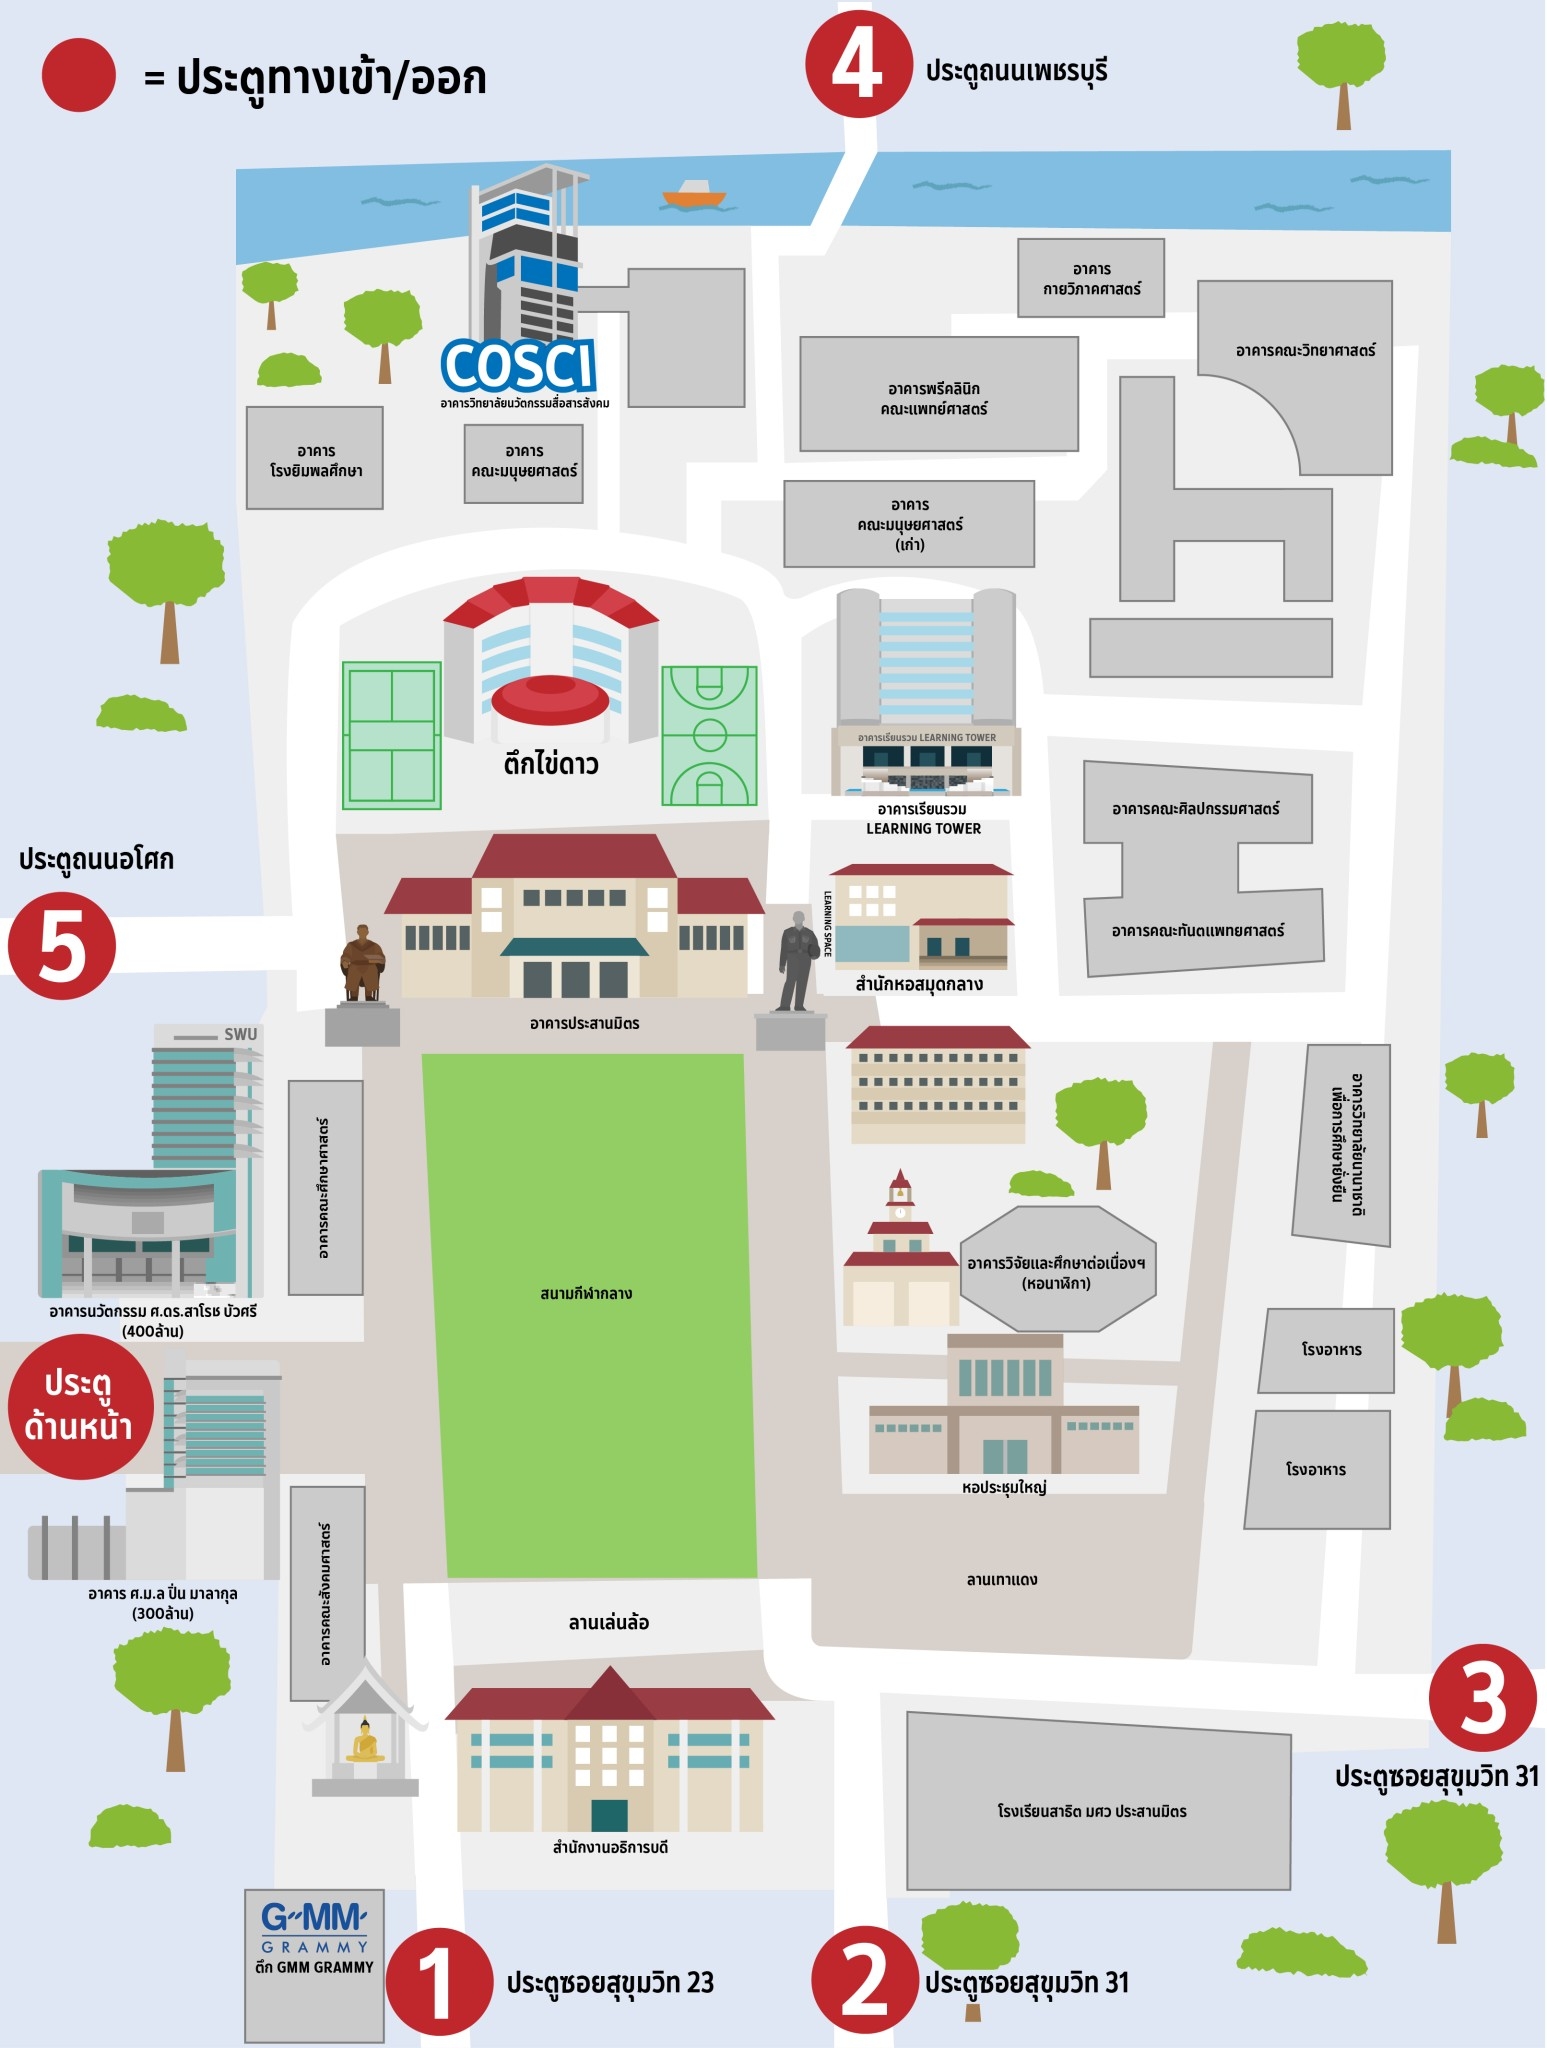 = ประตูทางเข้า/ออก
4
ประตูถนนเพชรบุรี
COSCI
อาคารวิทยาลัยนวัตกรรมสื่อสารสังคม
อาคาร
กายวิภาคศาสตร์
อาคารคณะวิทยาศาสตร์
อาคารพรีคลินิก
คณะแพทย์ศาสตร์
อาคาร
โรงยิมพลศึกษา
อาคาร
คณะมนุษยศาสตร์
อาคาร
คณะมนุษยศาสตร์
(เก่า)
ตึกไข่ดาว
อาคารเรียนรวม LEARNING TOWER
อาคารเรียนรวม
LEARNING TOWER
อาคารคณะศิลปกรรมศาสตร์
อาคารคณะทันตแพทยศาสตร์
ประตูถนนอโศก
5
LEARNING SPACE
สำนักหอสมุดกลาง
อาคารประสานมิตร
SWU
อาคารคณะศึกษาศาสตร์
อาคารวิทยาลัยนานาชาติ
เพื่อการศึกษายั่งยืน
อาคารวิจัยและศึกษาต่อเนื่องฯ
(หอนาฬิกา)
สนามกีฬากลาง
อาคารนวัตกรรม ศ.ดร.สาโรช บัวศรี
(400ล้าน)
โรงอาหาร
ประตู
ด้านหน้า
โรงอาหาร
หอประชุมใหญ่
อาคารคณะสังคมศาสตร์
อาคาร ศ.ม.ล ปิ่น มาลากุล
(300ล้าน)
ลานเทาแดง
ลานเล่นล้อ
3
ประตูซอยสุขุมวิท 31
โรงเรียนสาธิต มศว ประสานมิตร
สำนักงานอธิการบดี
GMM
GRAMMY
ตึก GMM GRAMMY
1
ประตูซอยสุขุมวิท 23
2
ประตูซอยสุขุมวิท 31